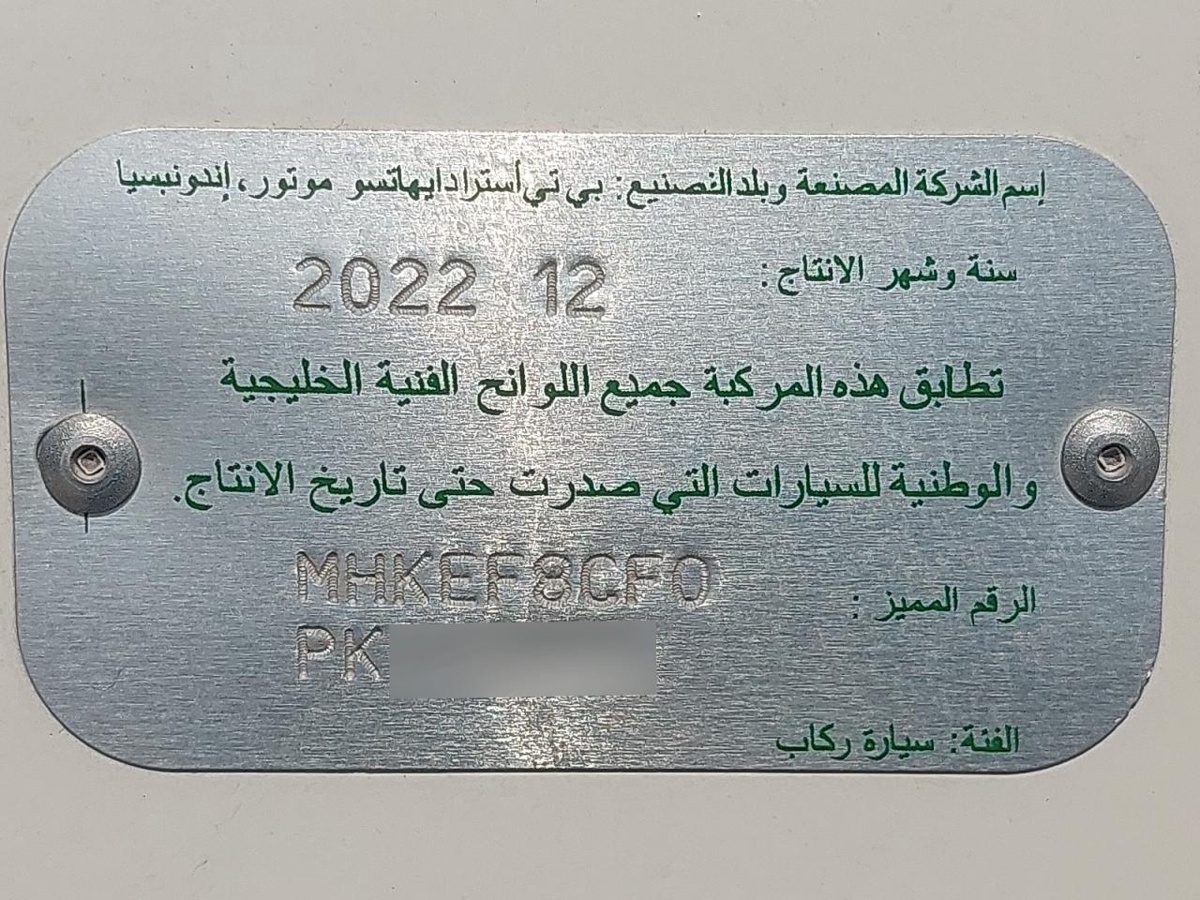 إسم الشركة المصنعة وبلد التصنيع: بي تي أسترا دايهاتسو موتور، إندونيسيا
سنة وشهر الانتاج: 2022 12
تطابق هذه المركبة جميع اللوائح الفنية الخليجية
والوطنية للسيارات التي صدرت حتى تاريخ الانتاج.
الرقم المميز: MHKEF8CF0
PK
الفئة: سيارة ركاب